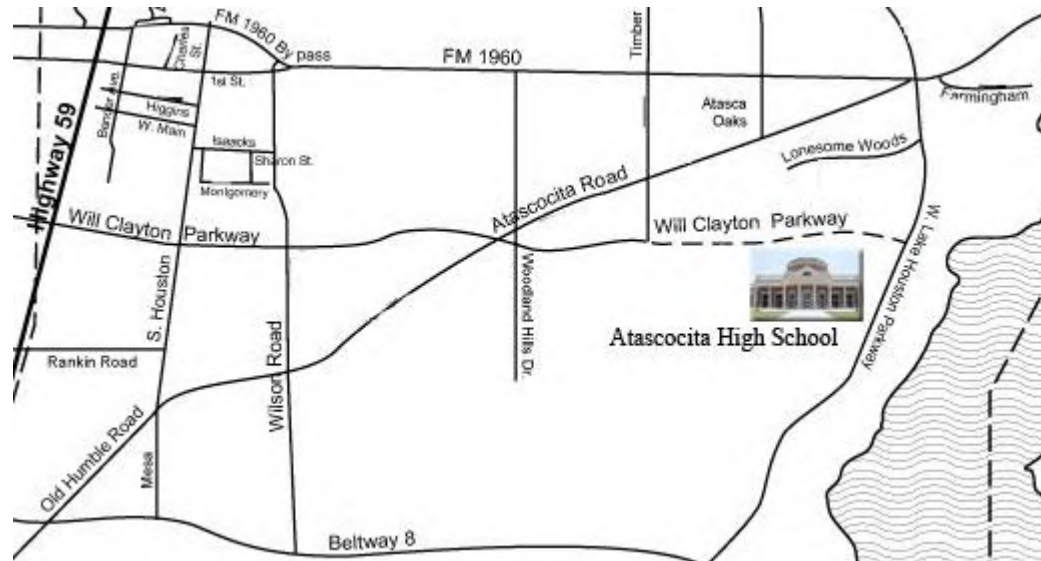 FM 1960 By pass
FM 1960
Timber
Charles St.
1st St.
Bender Ave.
Higgins
W. Main
Isaacks
Sharon St.
Montgomery
Atasca
Oaks
Farmingham
Lonesome Woods
Highway 59
Will Clayton Parkway
Atascocita Road
Will Clayton Parkway
W. Lake Houston Parkway
S. Houston
Woodland Hills Dr.
Atascocita High School
Rankin Road
Wilson Road
Old Humble Road
Mesa
Beltway 8